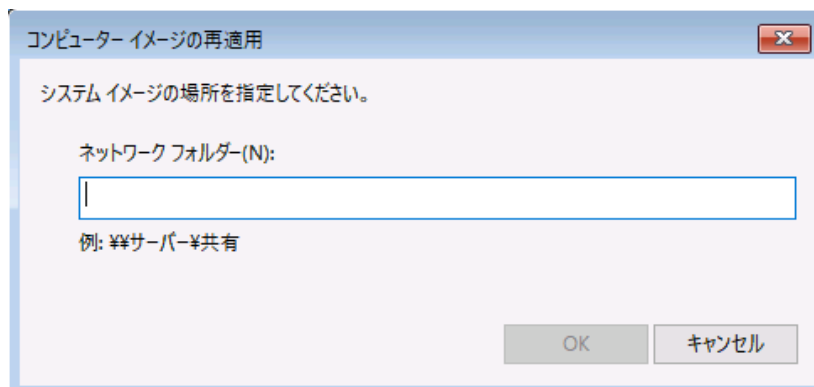 コンピューター イメージの再適用
システム イメージの場所を指定してください。
ネットワーク フォルダー(N):
例: ¥¥サーバー¥共有
OK
キャンセル